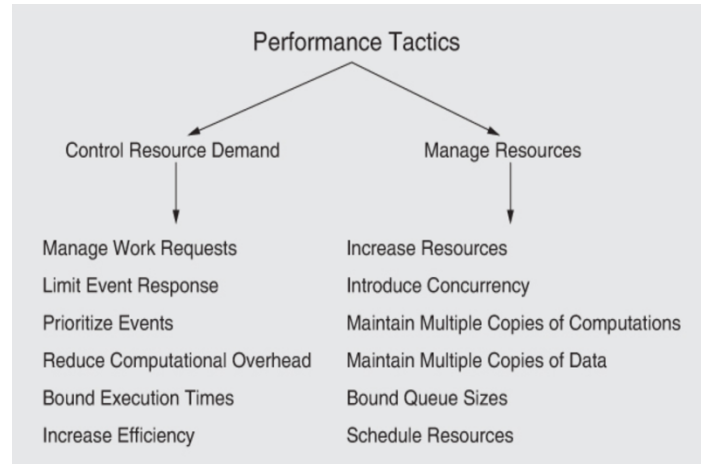 Performance Tactics
Control Resource Demand
Manage Work Requests
Limit Event Response
Prioritize Events
Reduce Computational Overhead
Bound Execution Times
Increase Efficiency
Manage Resources
Increase Resources
Introduce Concurrency
Maintain Multiple Copies of Computations
Maintain Multiple Copies of Data
Bound Queue Sizes
Schedule Resources